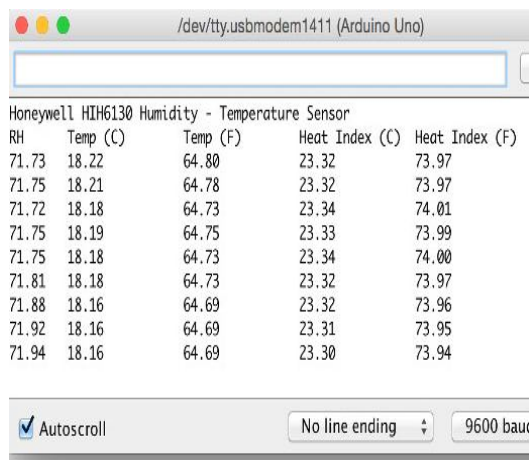 /dev/tty.usbmodem1411 (Arduino Uno)
Honeywell HIH6130 Humidity - Temperature Sensor
RH Temp (C) Temp (F) Heat Index (C) Heat Index (F)
71.73 18.22 64.80 23.32 73.97
71.75 18.21 64.78 23.32 73.97
71.72 18.18 64.73 23.34 74.01
71.75 18.19 64.75 23.33 73.99
71.75 18.18 64.73 23.34 74.00
71.81 18.18 64.73 23.32 73.97
71.88 18.16 64.69 23.32 73.96
71.92 18.16 64.69 23.31 73.95
71.94 18.16 64.69 23.30 73.94
Autoscroll No line ending 9600 baud